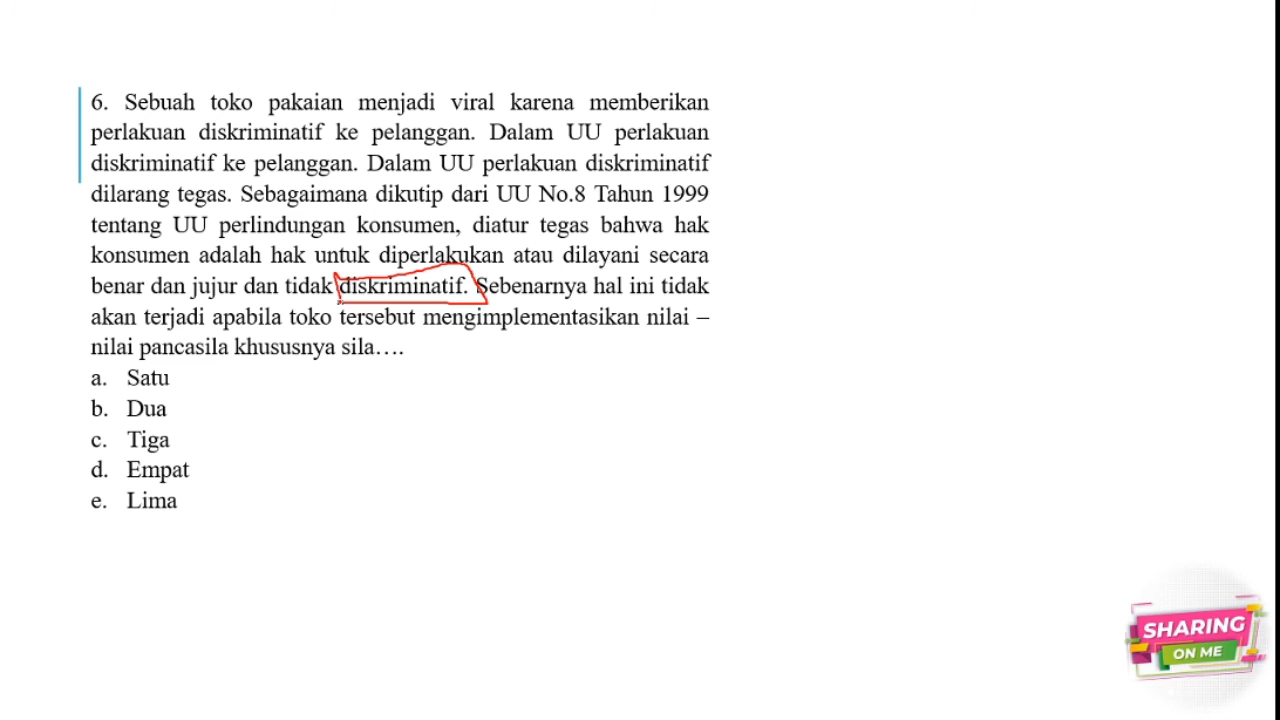 6. Sebuah toko pakaian menjadi viral karena memberikan
perlakuan diskriminatif ke pelanggan. Dalam UU perlakuan
diskriminatif ke pelanggan. Dalam UU perlakuan diskriminatif
dilarang tegas. Sebagaimana dikutip dari UU No.8 Tahun 1999
tentang UU perlindungan konsumen, diatur tegas bahwa hak
konsumen adalah hak untuk diperlakukan atau dilayani secara
benar dan jujur dan tidak diskriminatif. Sebenarnya hal ini tidak
akan terjadi apabila toko tersebut mengimplementasikan nilai –
nilai pancasila khususnya sila….
a. Satu
b. Dua
c. Tiga
d. Empat
e. Lima
SHARING
ON ME